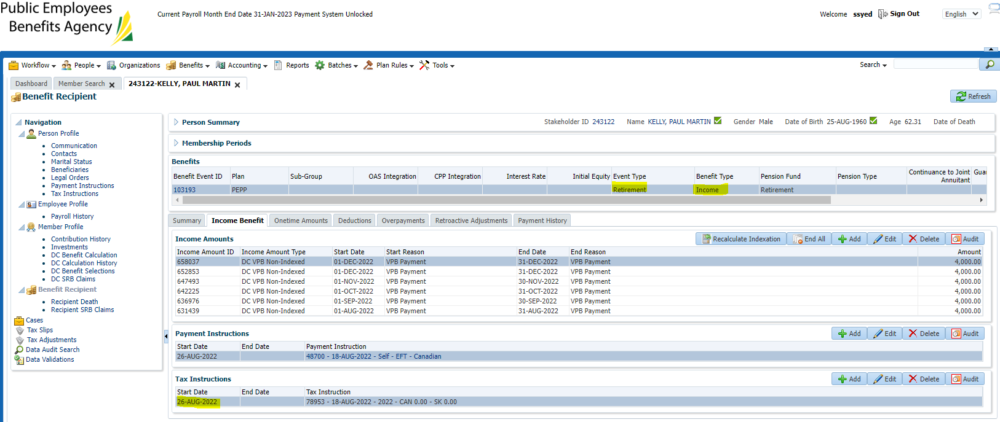 Public Employees
Benefits Agency
Current Payroll Month End Date 31-JAN-2023 Payment System Unlocked
Welcome ssyed Sign Out English
Workflow People Organizations Benefits Accounting Reports Batches Plan Rules Tools Search
Dashboard Member Search 243122-KELLY, PAUL MARTIN
Benefit Recipient Refresh
Navigation
Person Profile
Communication
Contacts
Marital Status
Beneficiaries
Legal Orders
Payment Instructions
Tax Instructions
Employee Profile
Payroll History
Member Profile
Contribution History
Investments
DC Benefit Calculation
DC Calculation History
DC Benefit Selections
DC SRB Claims
Benefit Recipient
Recipient Death
Recipient SRB Claims
Cases
Tax Slips
Tax Adjustments
Data Audit Search
Data Validations
Person Summary Stakeholder ID 243122 Name KELLY, PAUL MARTIN Gender Male Date of Birth 25-AUG-1960 Age 62.31 Date of Death
Membership Periods
Benefits
Benefit Event ID Plan Sub-Group OAS Integration CPP Integration Interest Rate Initial Equity Event Type Benefit Type Pension Fund Pension Type Continuance to Joint Annuitant Guar
103193 PEPP Retirement Income Retirement
Summary Income Benefit Onetime Amounts Deductions Overpayments Retroactive Adjustments Payment History
Income Amounts Recalculate Indexation End All Add Edit Delete Audit
Income Amount ID Income Amount Type Start Date Start Reason End Date End Reason Amount
658037 DC VPB Non-Indexed 01-DEC-2022 VPB Payment 31-DEC-2022 VPB Payment 4,000.00
652853 DC VPB Non-Indexed 01-DEC-2022 VPB Payment 31-DEC-2022 VPB Payment 4,000.00
647493 DC VPB Non-Indexed 01-NOV-2022 VPB Payment 30-NOV-2022 VPB Payment 4,000.00
642225 DC VPB Non-Indexed 01-OCT-2022 VPB Payment 31-OCT-2022 VPB Payment 4,000.00
636976 DC VPB Non-Indexed 01-SEP-2022 VPB Payment 30-SEP-2022 VPB Payment 4,000.00
631439 DC VPB Non-Indexed 01-AUG-2022 VPB Payment 31-AUG-2022 VPB Payment 4,000.00
Payment Instructions Add Edit Delete Audit
Start Date End Date Payment Instruction
26-AUG-2022 48700 - 18-AUG-2022 - Self - EFT - Canadian
Tax Instructions Add Edit Delete Audit
Start Date End Date Tax Instruction
26-AUG-2022 78953 - 18-AUG-2022 - 2022 - CAN 0.00 - SK 0.00